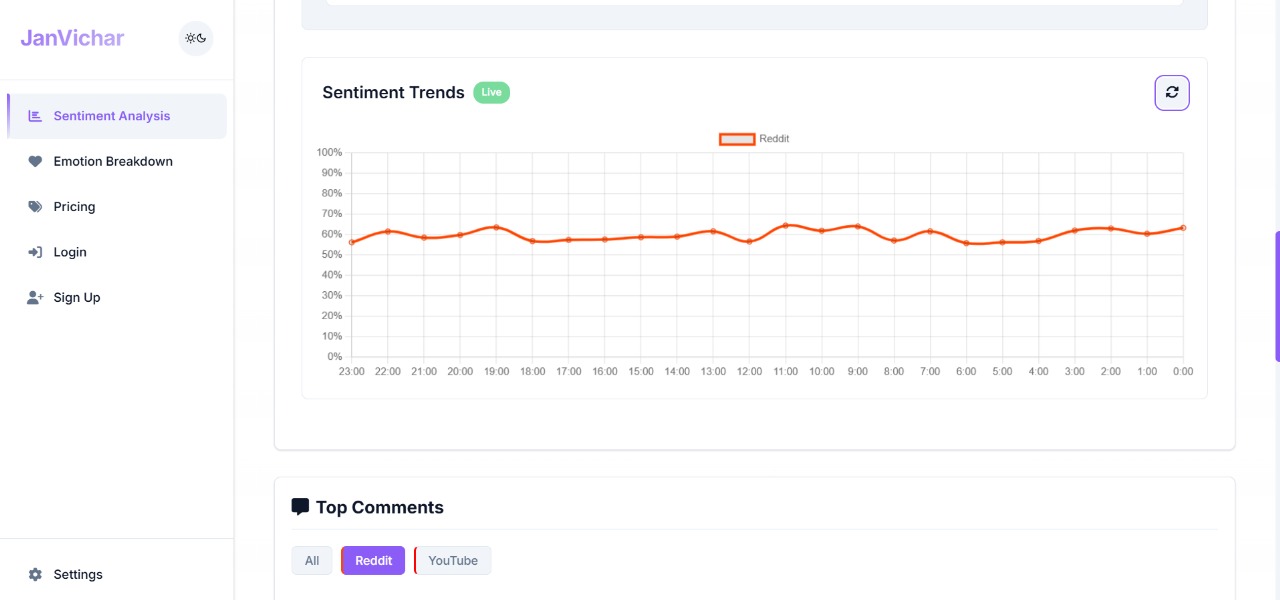 JanVichar
Sentiment Analysis
Emotion Breakdown
Pricing
Login
Sign Up
Settings
Sentiment Trends Live
Reddit
100%
90%
80%
70%
60%
50%
40%
30%
20%
10%
0%
23:00 22:00 21:00 20:00 19:00 18:00 17:00 16:00 15:00 14:00 13:00 12:00 11:00 10:00 9:00 8:00 7:00 6:00 5:00 4:00 3:00 2:00 1:00 0:00
Top Comments
All Reddit YouTube